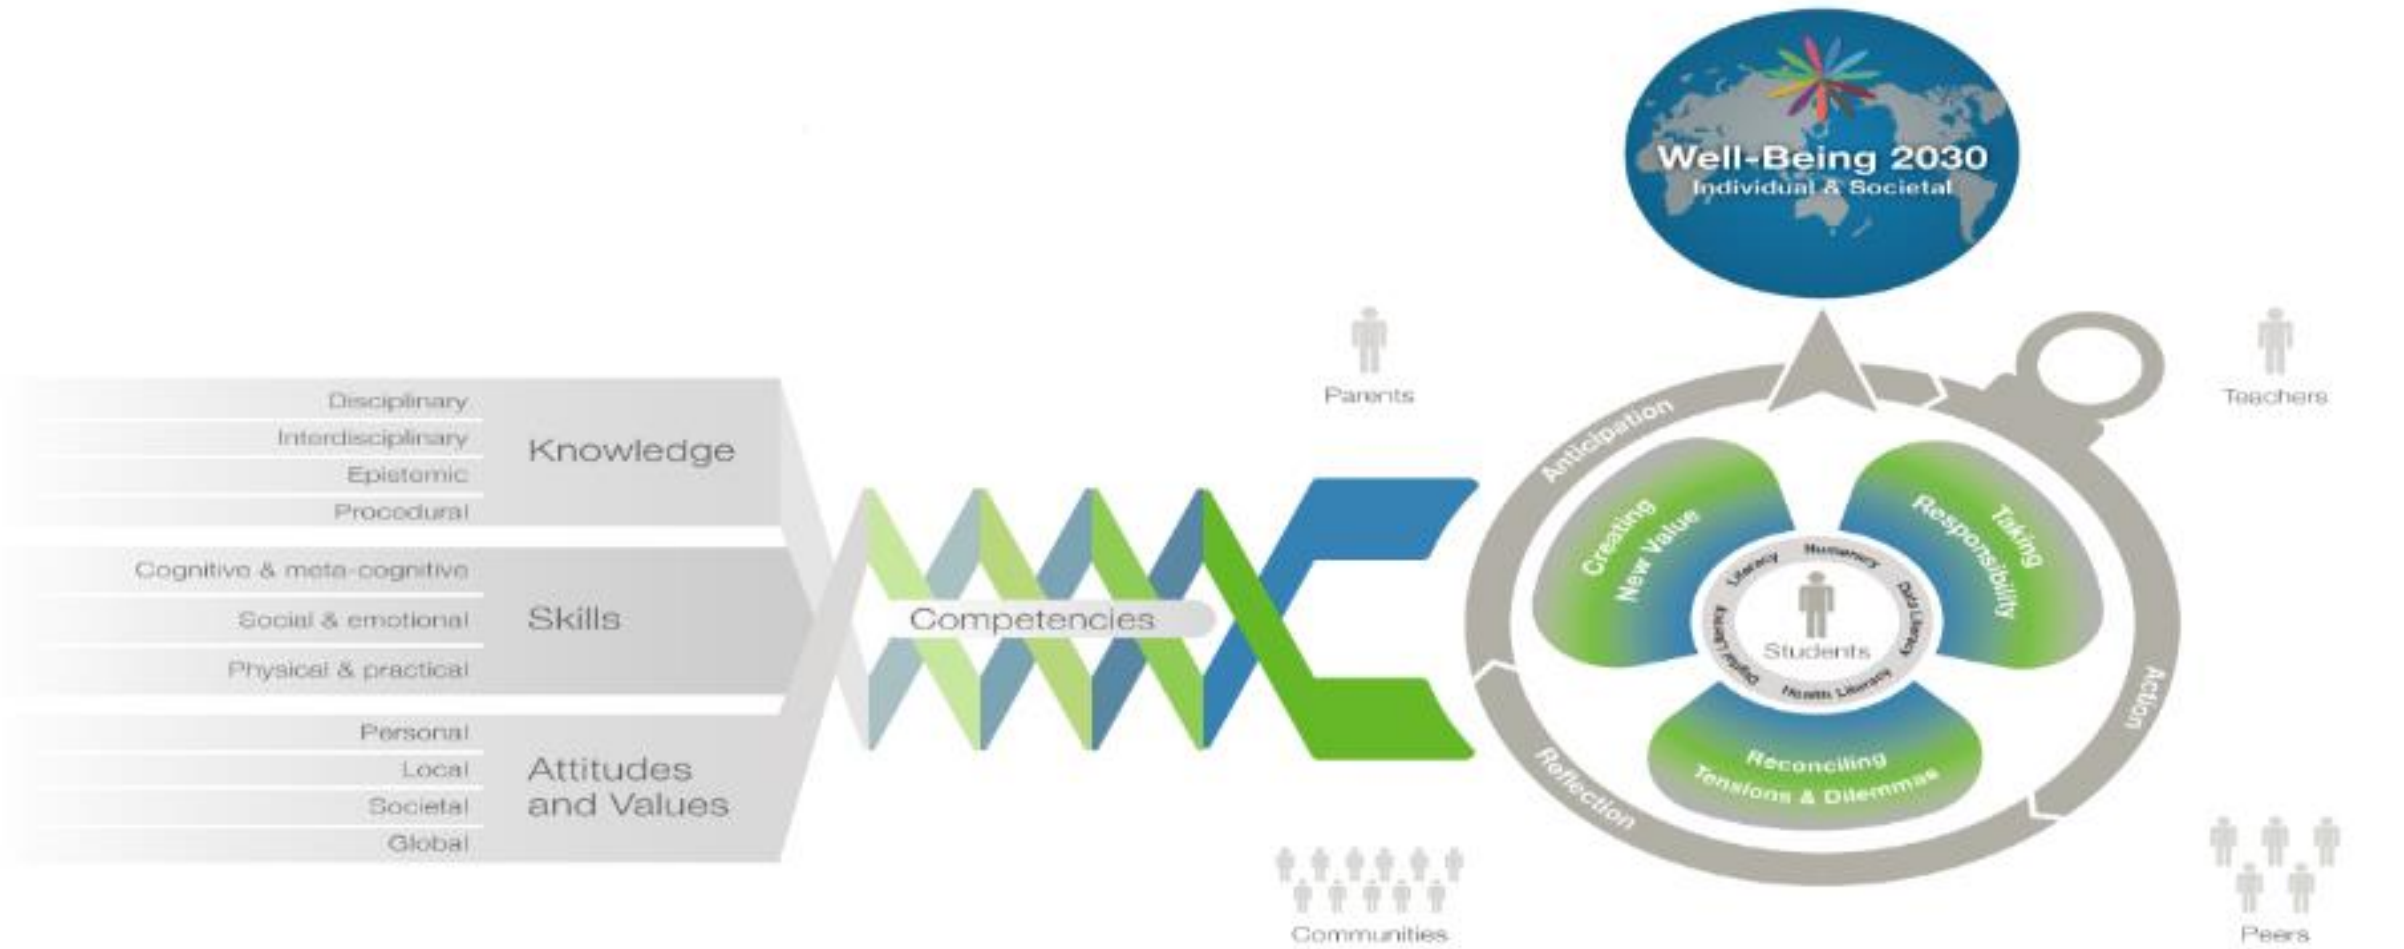 Well-Being 2030
Individual & Societal
Parents
Teachers
Disciplinary
Interdisciplinary
Epistemic
Procedural
Knowledge
Cognitive & meta-cognitive
Social & emotional
Physical & practical
Skills
Personal
Local
Societal
Global
Attitudes
and Values
Competencies
Anticipation
Action
Reflection
Creating
New Value
Taking
Responsibility
Reconciling
Tensions & Dilemmas
Literacy
Numeracy
Data Literacy
Health Literacy
Digital Literacy
Students
Communities
Peers